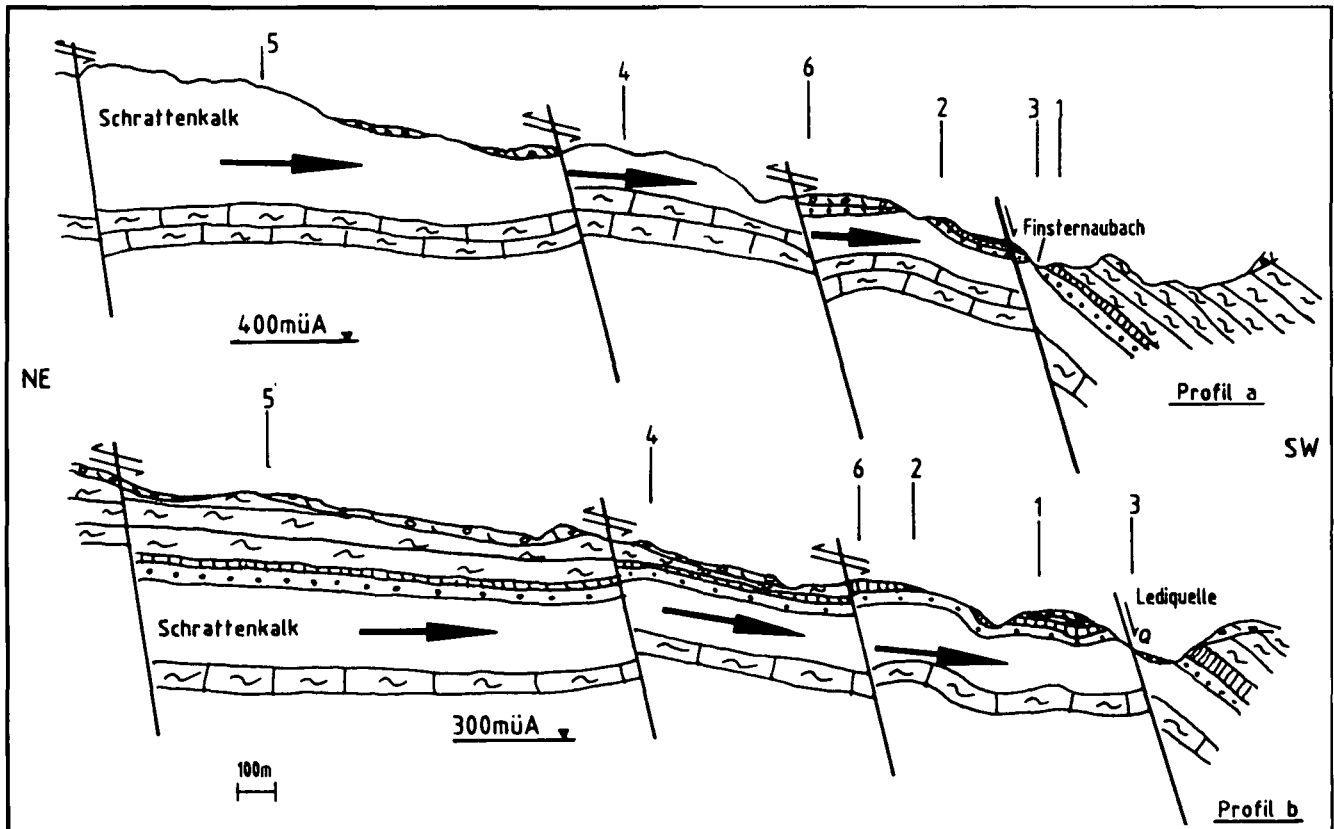 5
4
6
2
3
1
Schrattenkalk
Finsternaubach
400müA
NE
Profil a
SW
5
4
6
2
1
3
Lediquelle
Q
Schrattenkalk
300müA
100m
Profil b